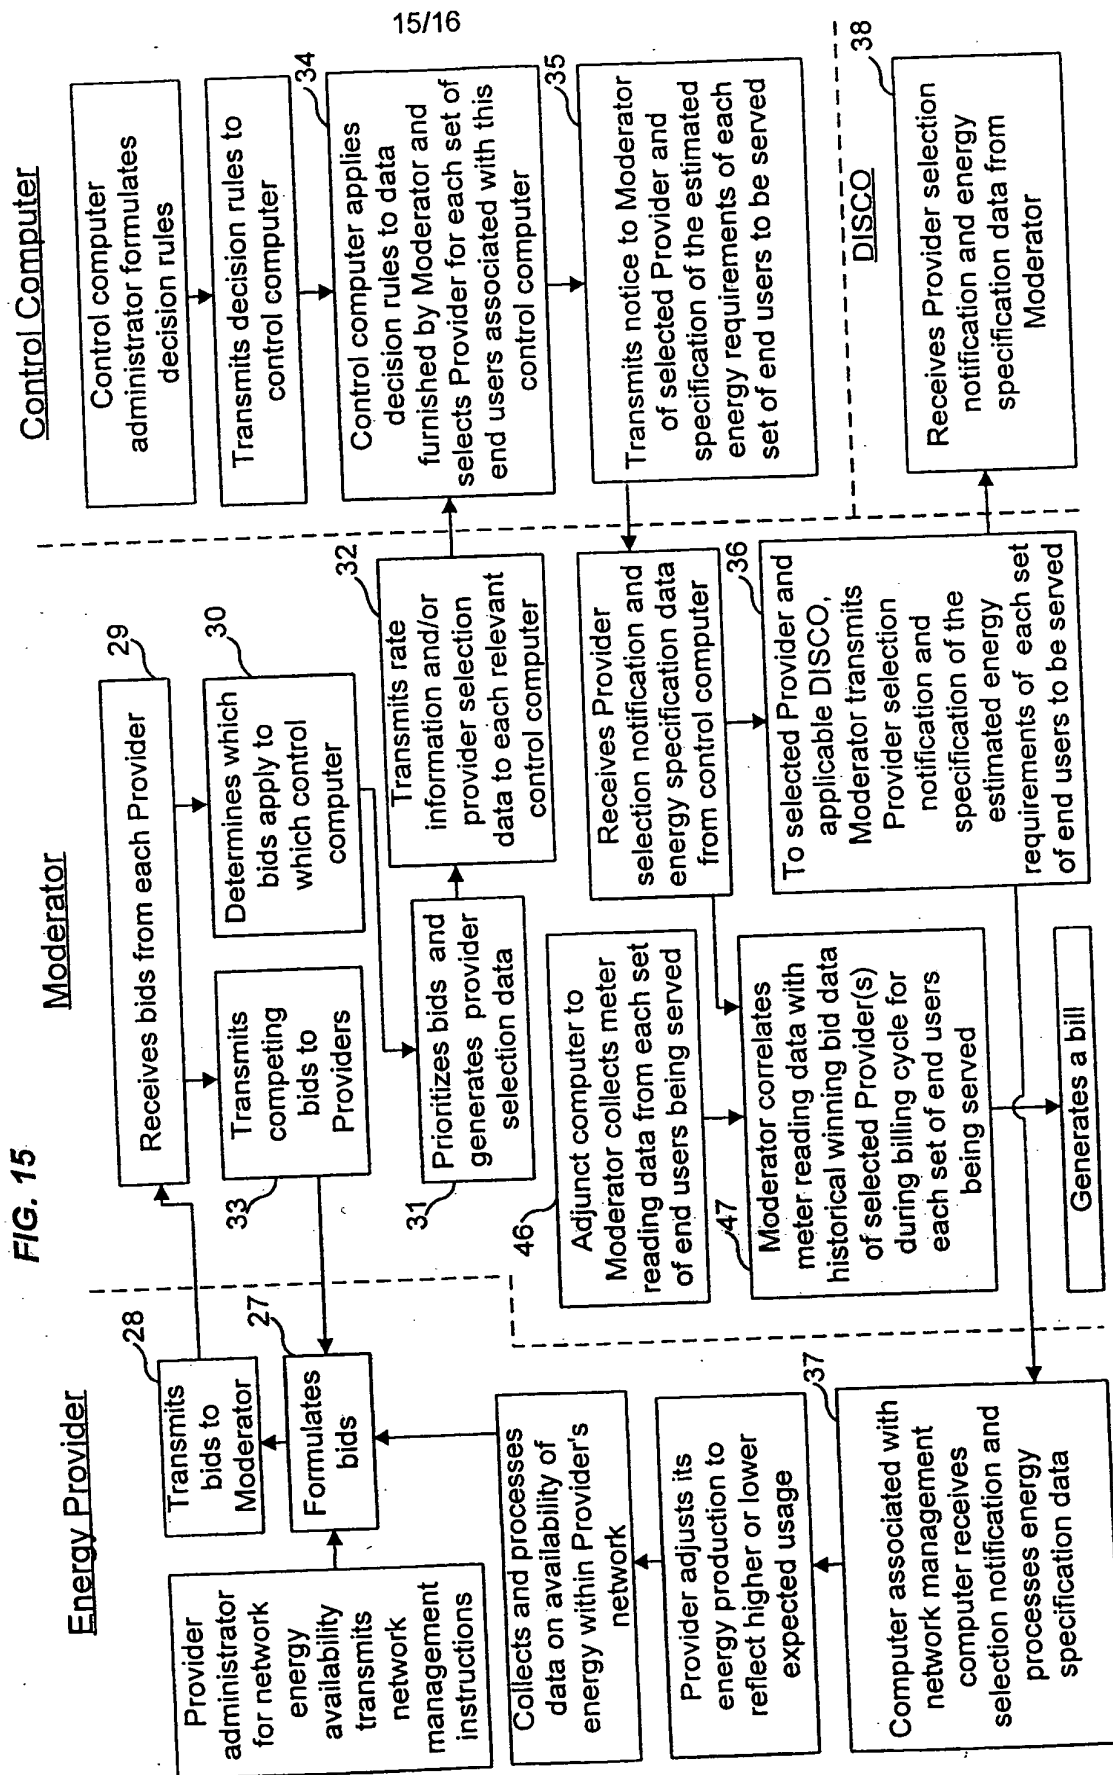 15/16
FIG. 15
Energy Provider
Moderator
Control Computer
Provider
administrator
for network
energy
availability
transmits
network
management
instructions
28
Transmits
bids to
Moderator
27
Formulates
bids
Collects and processes
data on availability of
energy within Provider's
network
Provider adjusts its
energy production to
reflect higher or lower
expected usage
37
Computer associated with
network management
computer receives
selection notification and
processes energy
specification data
29
Receives bids from each Provider
33
Transmits
competing
bids to
Providers
30
Determines which
bids apply to
which control
computer
31
Prioritizes bids and
generates provider
selection data
32
Transmits rate
information and/or
provider selection
data to each relevant
control computer
46
Adjunct computer to
Moderator collects meter
reading data from each set
of end users being served
Receives Provider
selection notification and
energy specification data
from control computer
47
Moderator correlates
meter reading data with
historical winning bid data
of selected Provider(s)
during billing cycle for
each set of end users
being served
36
To selected Provider and
applicable DISCO,
Moderator transmits
Provider selection
notification and
specification of the
estimated energy
requirements of each set
of end users to be served
Generates a bill
Control computer
administrator formulates
decision rules
Transmits decision rules to
control computer
34
Control computer applies
decision rules to data
furnished by Moderator and
selects Provider for each set of
end users associated with this
control computer
35
Transmits notice to Moderator
of selected Provider and
specification of the estimated
energy requirements of each
set of end users to be served
DISCO
38
Receives Provider selection
notification and energy
specification data from
Moderator